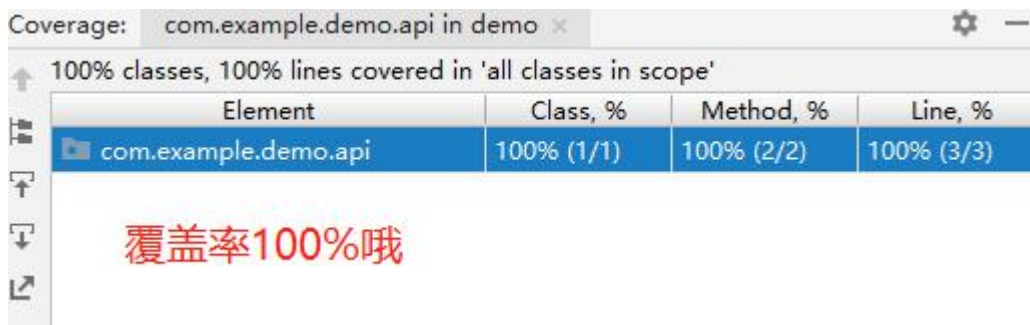 Coverage: com.example.demo.api in demo ×
100% classes, 100% lines covered in 'all classes in scope'
Element Class, % Method, % Line, %
com.example.demo.api 100% (1/1) 100% (2/2) 100% (3/3)
覆盖率100%哦